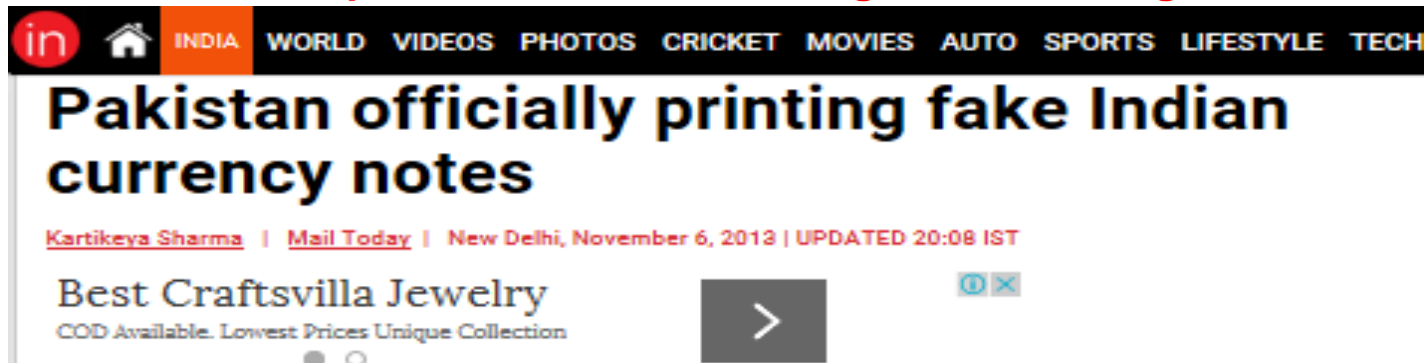 in INDIA WORLD VIDEOS PHOTOS CRICKET MOVIES AUTO SPORTS LIFESTYLE TECH
Pakistan officially printing fake Indian
currency notes
Kartikeya Sharma | Mail Today | New Delhi, November 6, 2013 | UPDATED 20:08 IST
Best Craftsvilla Jewelry
COD Available. Lowest Prices Unique Collection